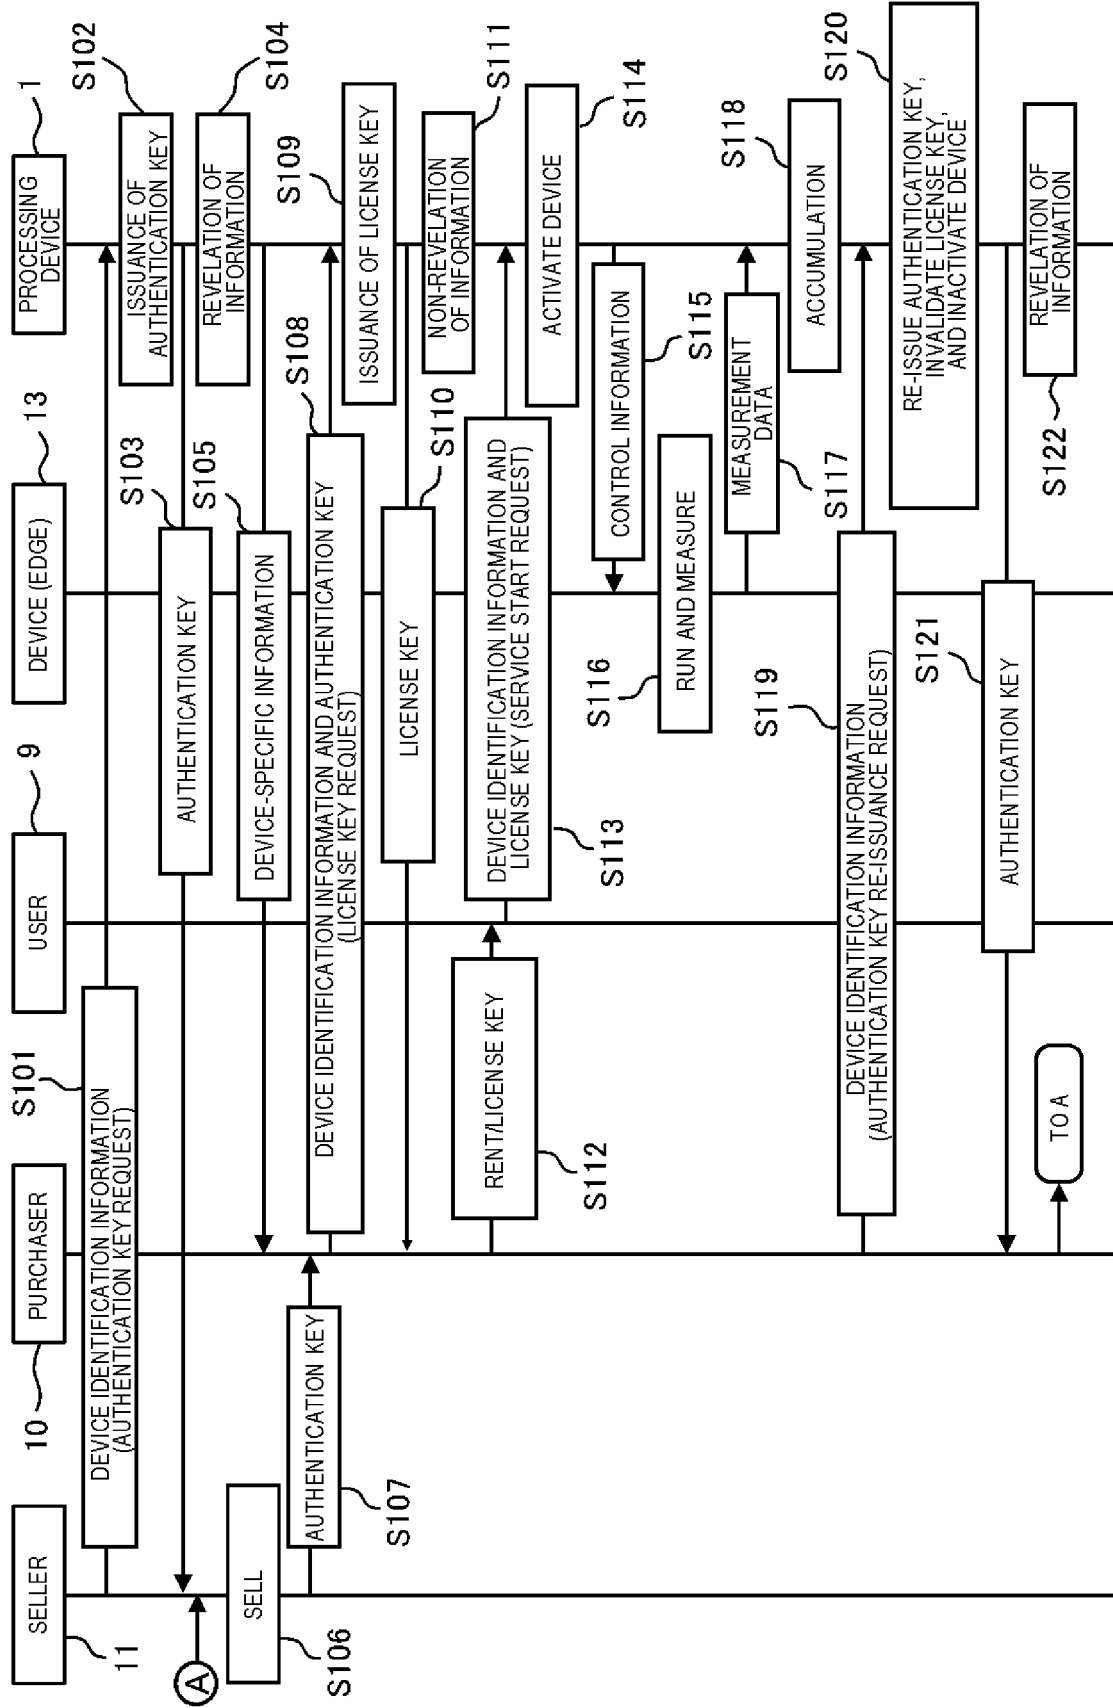 SELLER
11
PURCHASER
10
USER
9
DEVICE (EDGE)
13
PROCESSING
DEVICE
1
DEVICE IDENTIFICATION INFORMATION
(AUTHENTICATION KEY REQUEST)
S101
ISSUANCE OF
AUTHENTICATION KEY
S102
AUTHENTICATION KEY
S103
A
REVELATION OF
INFORMATION
S104
DEVICE-SPECIFIC INFORMATION
S105
SELL
S106
AUTHENTICATION KEY
S107
DEVICE IDENTIFICATION INFORMATION AND AUTHENTICATION KEY
(LICENSE KEY REQUEST)
S108
ISSUANCE OF LICENSE KEY
S109
LICENSE KEY
S110
NON-REVELATION
OF INFORMATION
S111
RENT/LICENSE KEY
S112
DEVICE IDENTIFICATION INFORMATION AND
LICENSE KEY (SERVICE START REQUEST)
S113
ACTIVATE DEVICE
S114
CONTROL INFORMATION
S115
RUN AND MEASURE
S116
MEASUREMENT
DATA
S117
ACCUMULATION
S118
DEVICE IDENTIFICATION INFORMATION
(AUTHENTICATION KEY RE-ISSUANCE REQUEST)
S119
RE-ISSUE AUTHENTICATION KEY,
INVALIDATE LICENSE KEY,
AND INACTIVATE DEVICE
S120
AUTHENTICATION KEY
S121
REVELATION OF
INFORMATION
S122
TO A